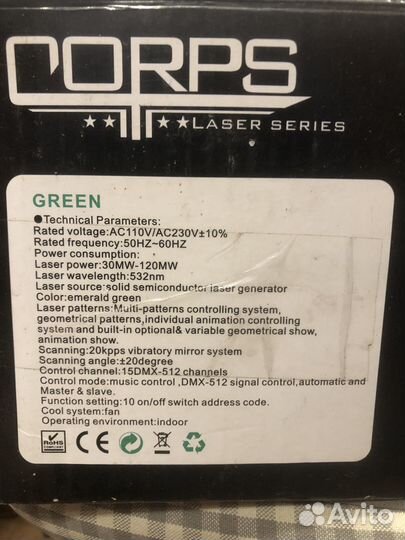 CORPS
LASER SERIES
GREEN
●Technical Parameters:
Rated voltage:AC110V/AC230V±10%
Rated frequency:50HZ~60HZ
Power consumption:
Laser power:30MW-120MW
Laser wavelength:532nm
Laser source:solid semiconductor laser generator
Color:emerald green
Laser patterns:Multi-patterns controlling system,
geometrical patterns,individual animation controlling
system and built-in optional& variable geometrical show,
animation show.
Scanning:20kpps vibratory mirror system
Scanning angle:±20degree
Control channel:15DMX-512 channels
Control mode:music control ,DMX-512 signal control,automatic and
Master & slave.
Function setting:10 on/off switch address code.
Cool system:fan
Operating environment:indoor
RoHS
COMPLIANT
CE
Avito